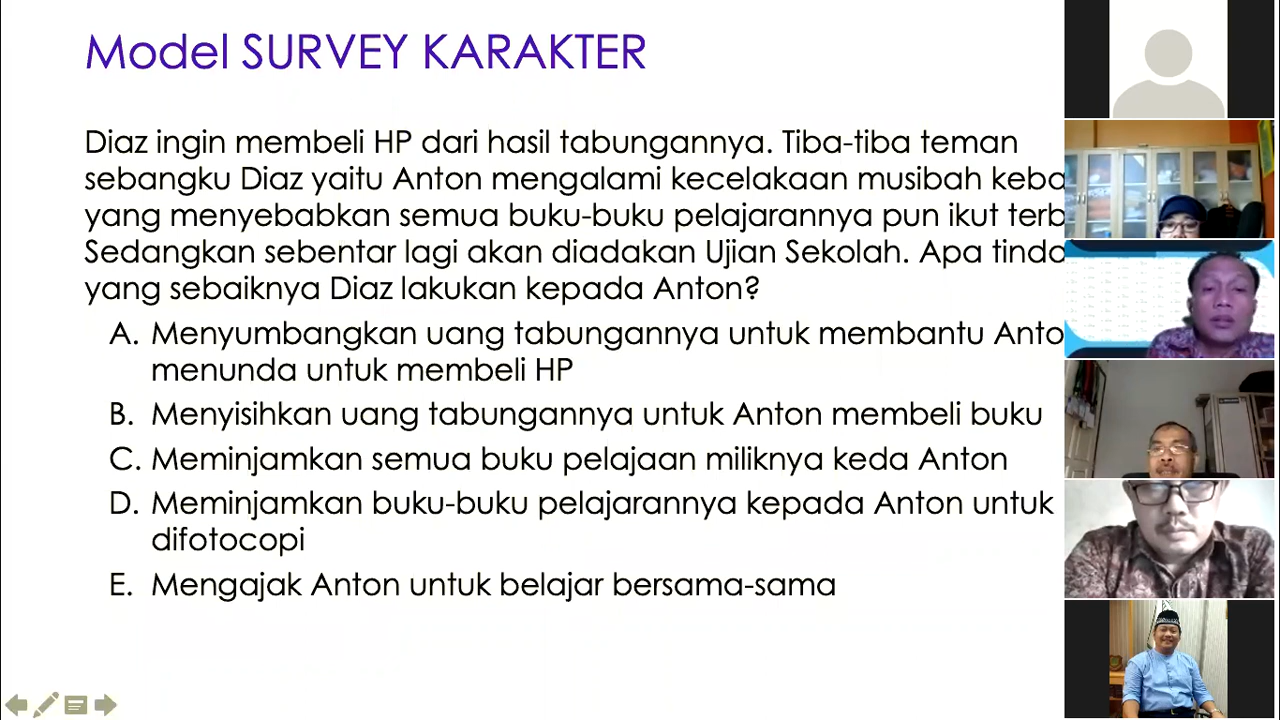 Model SURVEY KARAKTER
Diaz ingin membeli HP dari hasil tabungannya. Tiba-tiba teman
sebangku Diaz yaitu Anton mengalami kecelakaan musibah keba
yang menyebabkan semua buku-buku pelajarannya pun ikut terb
Sedangkan sebentar lagi akan diadakan Ujian Sekolah. Apa tinda
yang sebaiknya Diaz lakukan kepada Anton?
A. Menyumbangkan uang tabungannya untuk membantu Anto
menunda untuk membeli HP
B. Menyisihkan uang tabungannya untuk Anton membeli buku
C. Meminjamkan semua buku pelajaan miliknya keda Anton
D. Meminjamkan buku-buku pelajarannya kepada Anton untuk
difotocopi
E. Mengajak Anton untuk belajar bersama-sama